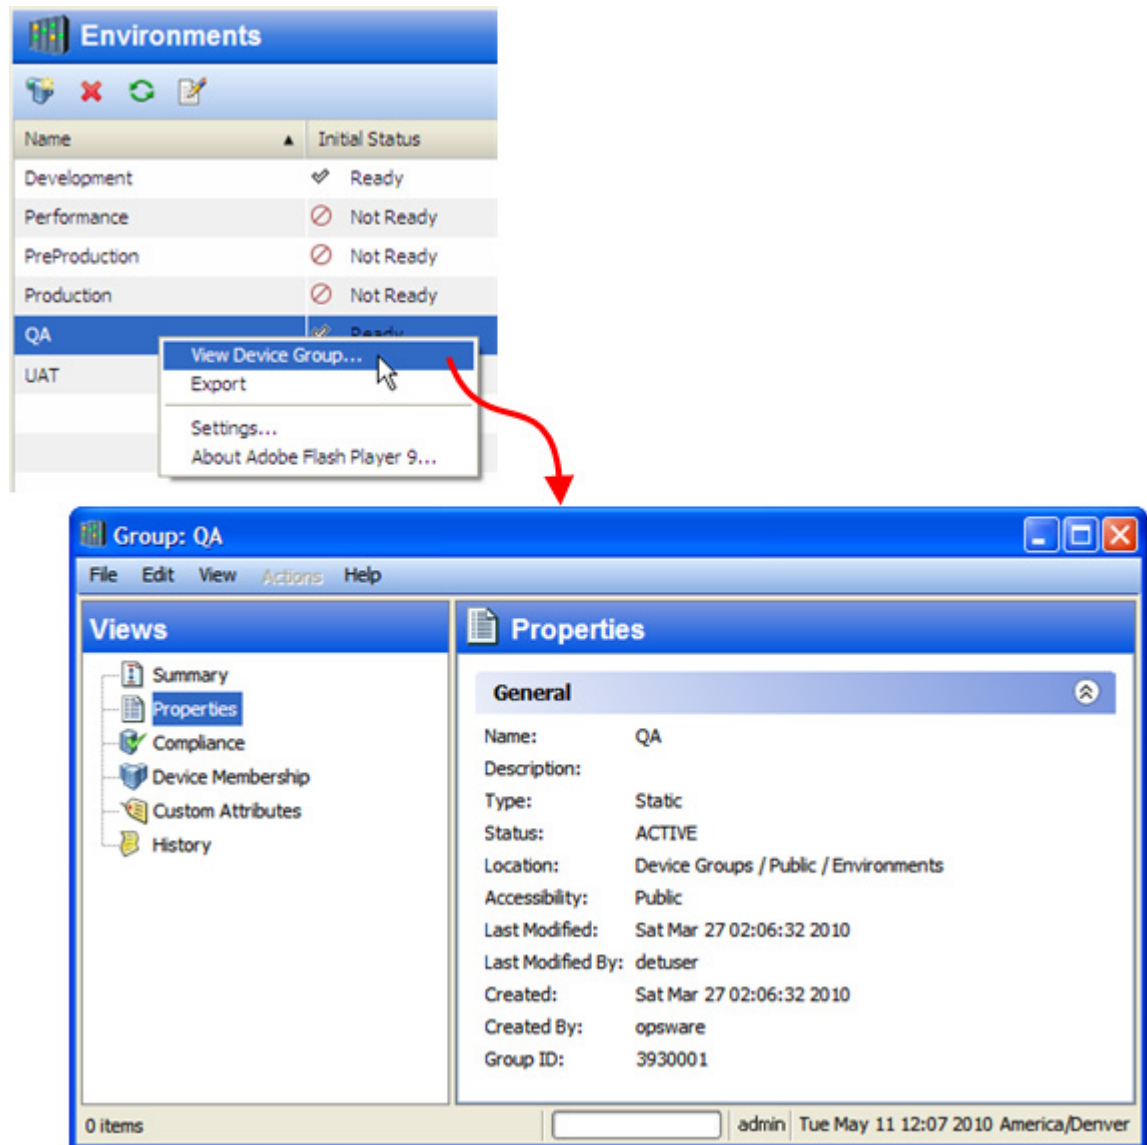 Environments
Name Initial Status
Development Ready
Performance Not Ready
PreProduction Not Ready
Production Not Ready
QA Ready
View Device Group...
UAT
Export
Settings...
About Adobe Flash Player 9...
Group: QA
File Edit View Actions Help
Views
Summary
Properties
Compliance
Device Membership
Custom Attributes
History
Properties
General
Name: QA
Description:
Type: Static
Status: ACTIVE
Location: Device Groups / Public / Environments
Accessibility: Public
Last Modified: Sat Mar 27 02:06:32 2010
Last Modified By: detuser
Created: Sat Mar 27 02:06:32 2010
Created By: opsware
Group ID: 3930001
0 items admin Tue May 11 12:07 2010 America/Denver